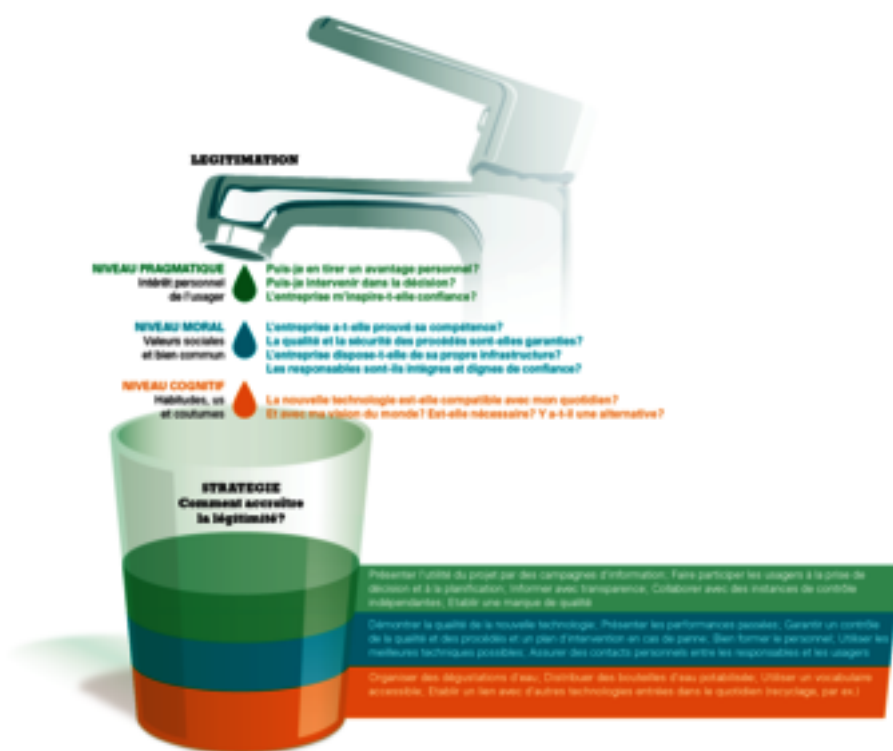 LEGITIMATION
NIVEAU PRAGMATIQUE
Intérêt personnel
de l'usager
Puis-je en tirer un avantage personnel?
Puis-je intervenir dans la décision?
L'entreprise m'inspire-t-elle confiance?
NIVEAU MORAL
Valeurs sociales
et bien commun
L'entreprise a-t-elle prouvé sa compétence?
La qualité et la sécurité des procédés sont-elles garanties?
L'entreprise dispose-t-elle de sa propre infrastructure?
Les responsables sont-ils intègres et dignes de confiance?
NIVEAU COGNITIF
Habitudes, us
et coutumes
La nouvelle technologie est-elle compatible avec mon quotidien?
Et avec ma vision du monde? Est-elle nécessaire? Y a-t-il une alternative?
STRATEGIE
Comment accroître
la légitimité?
Présenter l'utilité du projet par des campagnes d'information; Faire participer les usagers à la prise de
décision et à la planification; Informer avec transparence; Collaborer avec des instances de contrôle
indépendantes; Etablir une marque de qualité
Démontrer la qualité de la nouvelle technologie; Présenter les performances passées; Garantir un contrôle
de la qualité et des procédés et un plan d'intervention en cas de panne; Bien former le personnel; Utiliser les
meilleures techniques possibles; Assurer des contacts personnels entre les responsables et les usagers
Organiser des dégustations d'eau; Distribuer des bouteilles d'eau potabilisée; Utiliser un vocabulaire
accessible; Etablir un lien avec d'autres technologies entrées dans le quotidien (recyclage, par ex.)